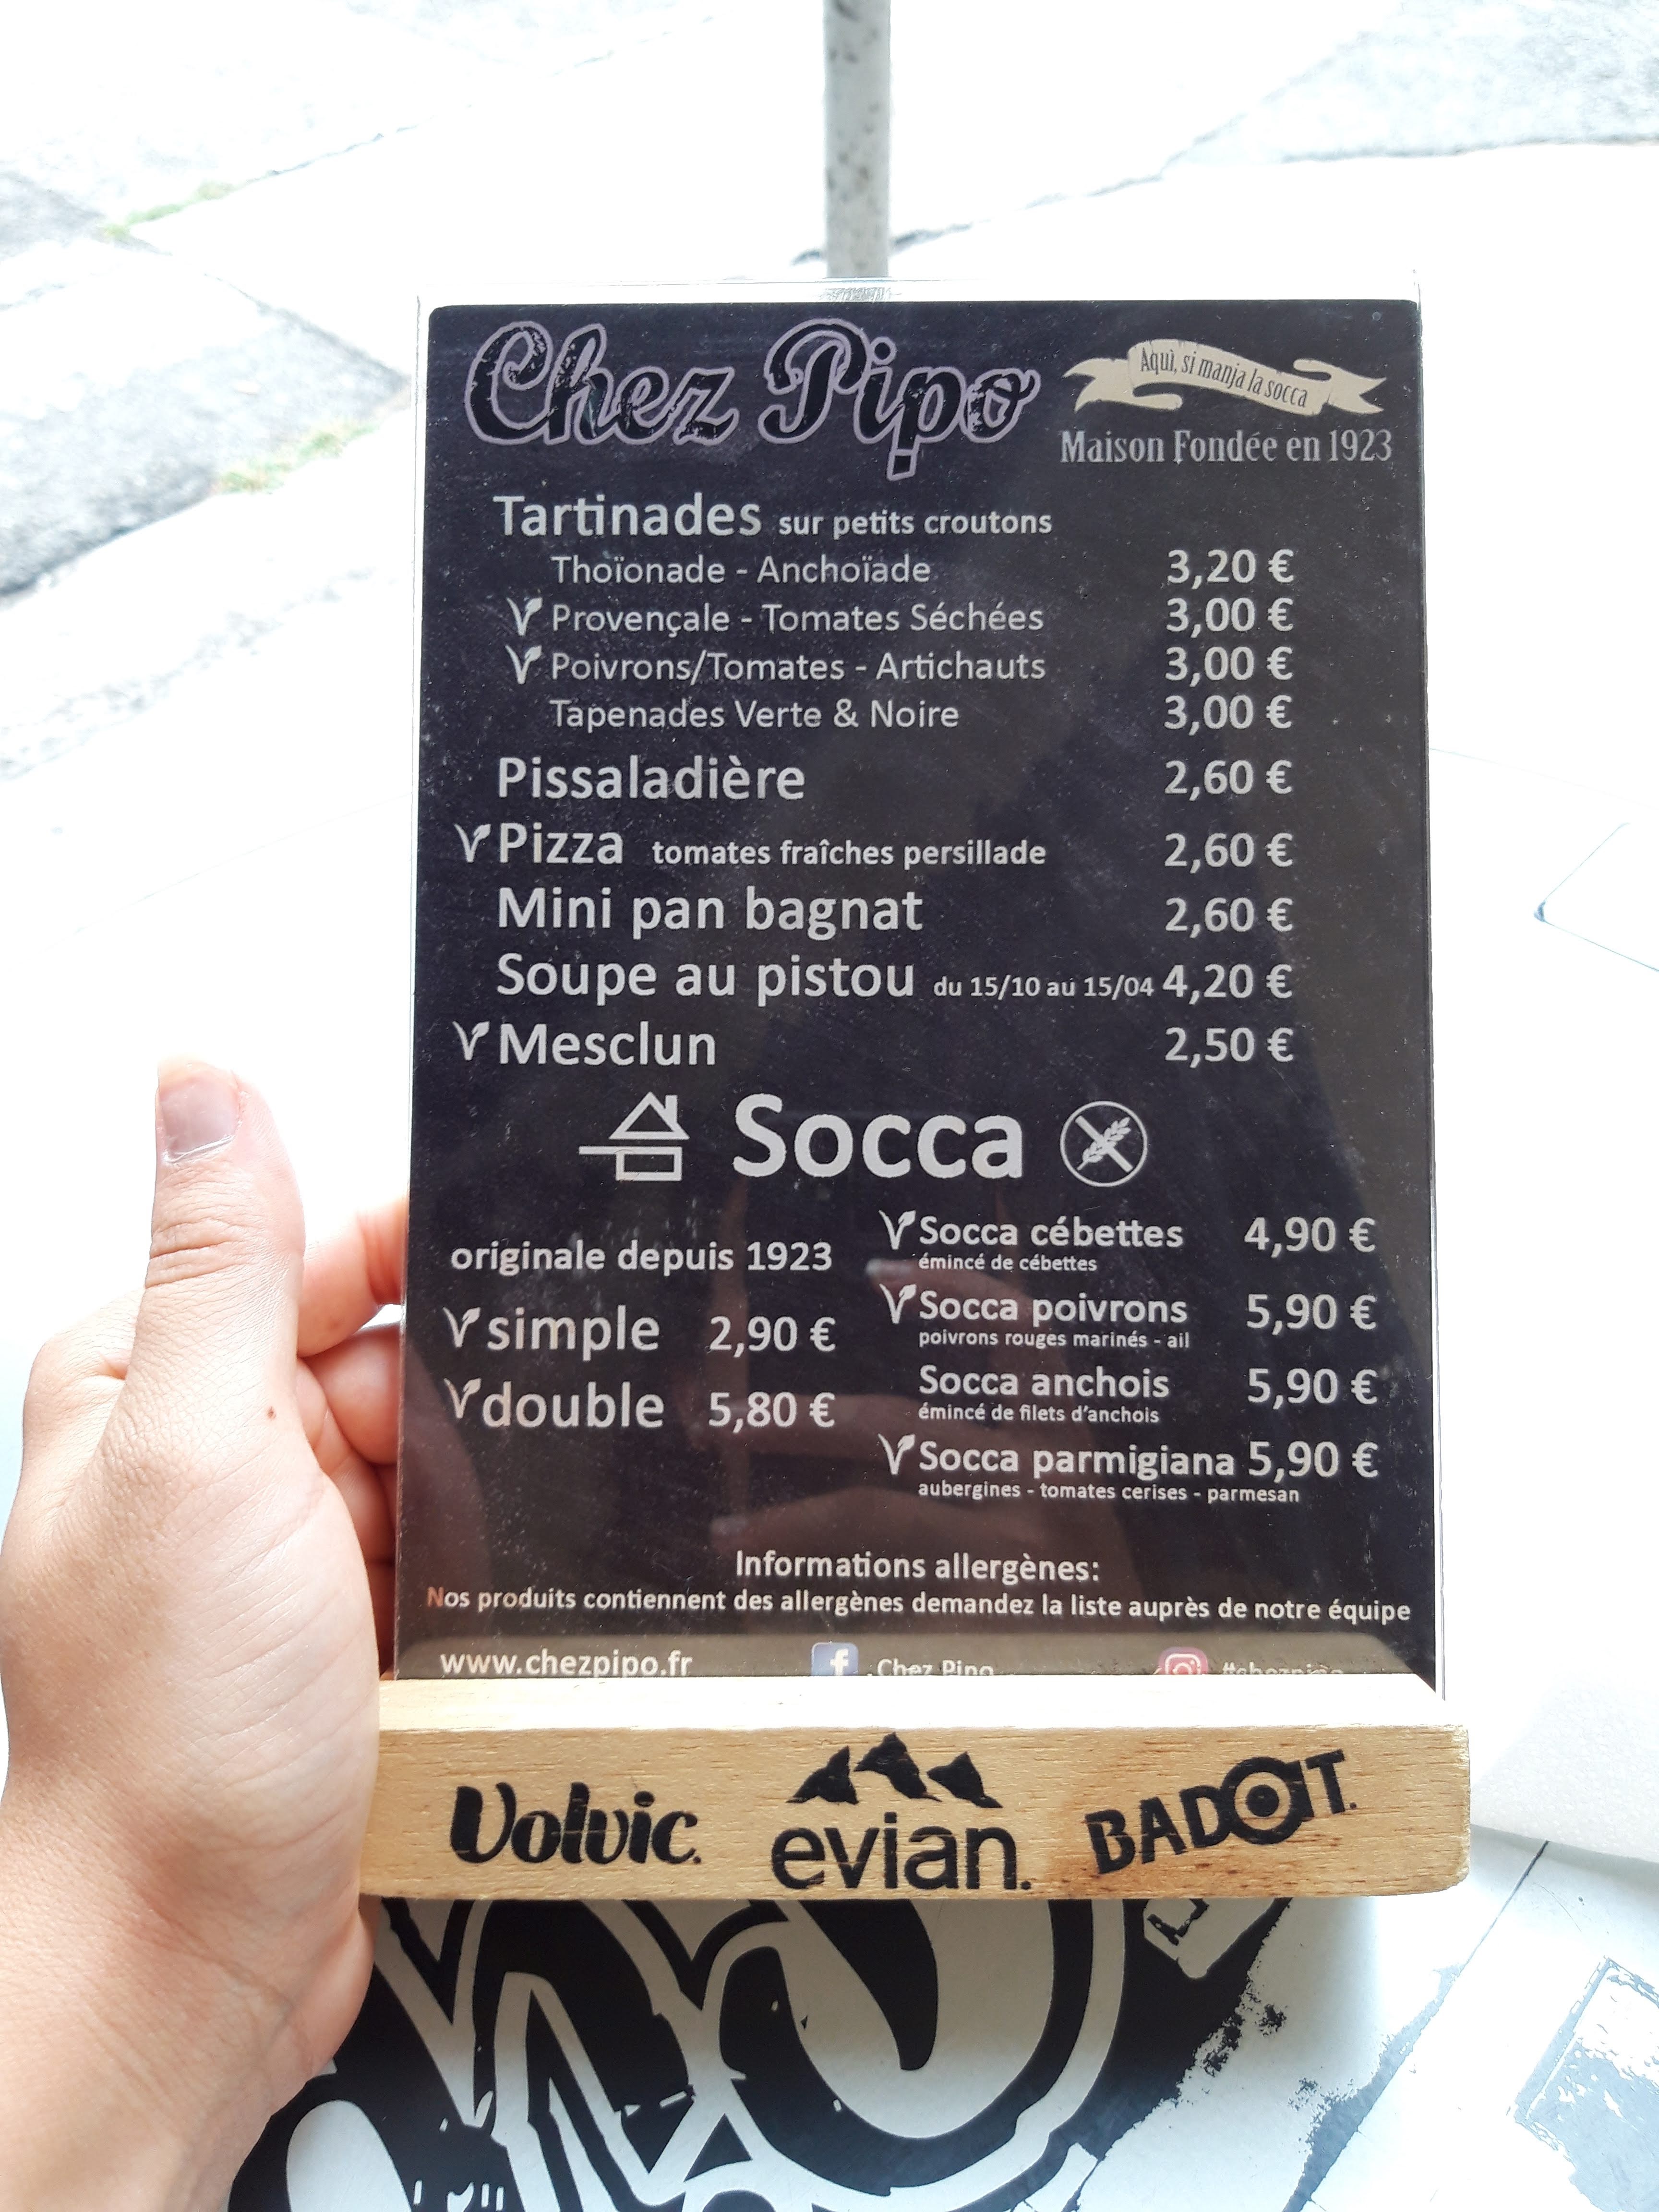 Chez Pipo
Aquì, si manja la socca
Maison Fondée en 1923
Tartinades sur petits croutons
Thoïonade - Anchoïade 3,20 €
Provençale - Tomates Séchées 3,00 €
Poivrons/Tomates - Artichauts 3,00 €
Tapenades Verte & Noire 3,00 €
Pissaladière 2,60 €
Pizza tomates fraîches persillade 2,60 €
Mini pan bagnat 2,60 €
Soupe au pistou du 15/10 au 15/04 4,20 €
Mesclun 2,50 €
Socca
originale depuis 1923
simple 2,90 €
double 5,80 €
Socca cébettes 4,90 €
émincé de cébettes
Socca poivrons 5,90 €
poivrons rouges marinés - ail
Socca anchois 5,90 €
émincé de filets d'anchois
Socca parmigiana 5,90 €
aubergines - tomates cerises - parmesan
Informations allergènes:
Nos produits contiennent des allergènes demandez la liste auprès de notre équipe
www.chezpipo.fr Chez Pipo #chezpipo
Volvic. evian. BADOIT.